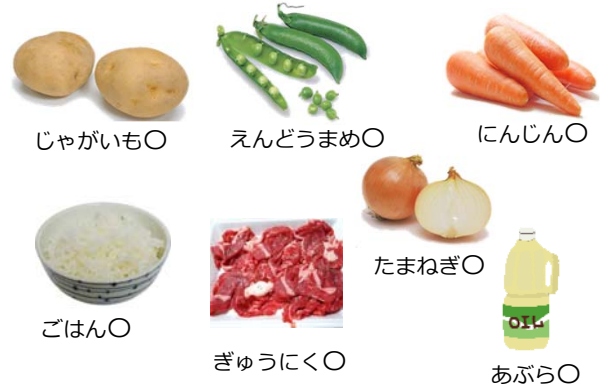 じゃがいも〇
えんどうまめ〇
にんじん〇
たまねぎ〇
ごはん〇
ぎゅうにく〇
OIL
あぶら〇